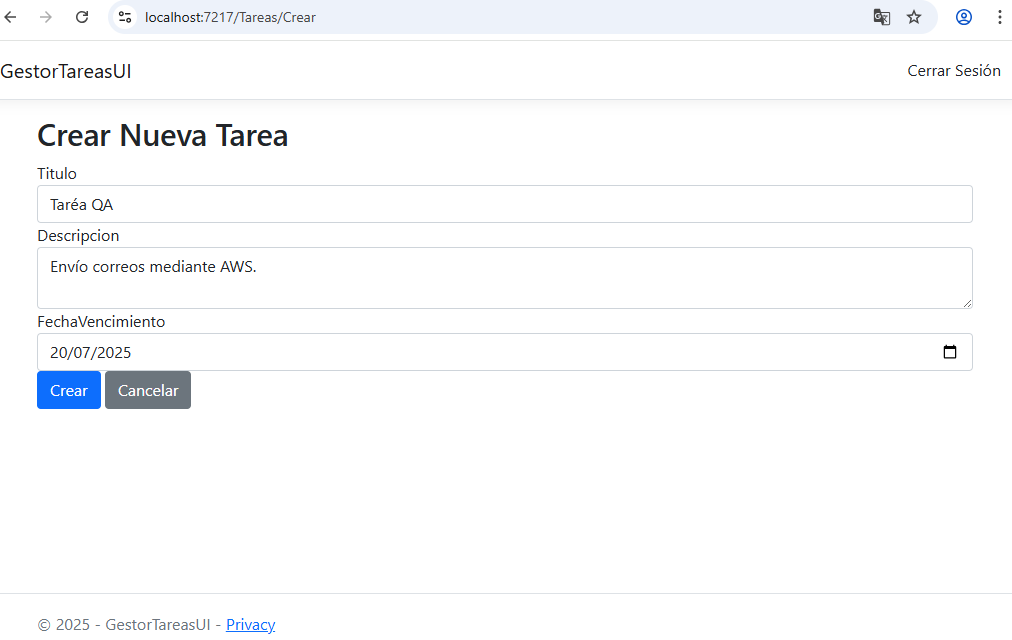 localhost:7217/Tareas/Crear
GestorTareasUI
Cerrar Sesión
Crear Nueva Tarea
Titulo
Taréa QA
Descripcion
Envío correos mediante AWS.
FechaVencimiento
20/07/2025
Crear Cancelar
© 2025 - GestorTareasUI - Privacy